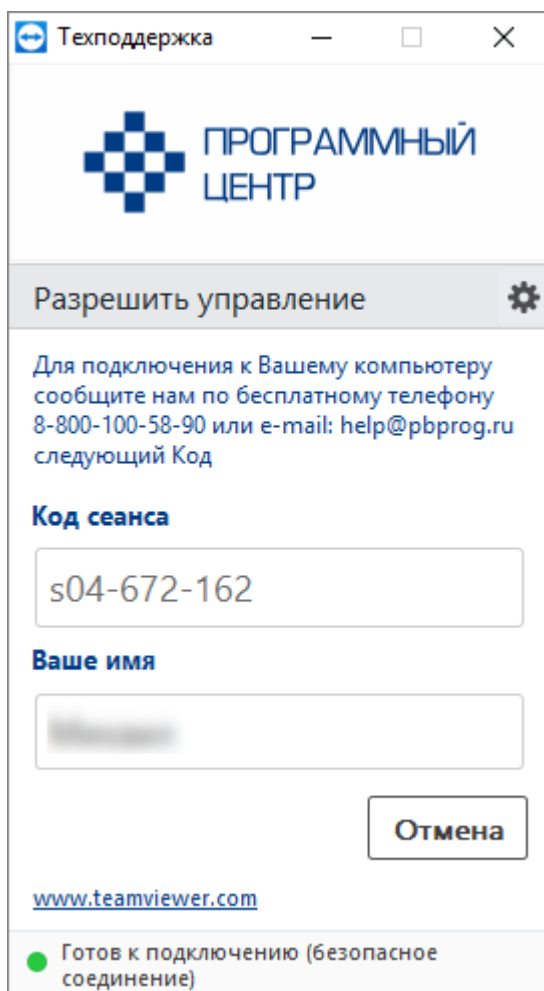 Техподдержка
ПРОГРАММНЫЙ
ЦЕНТР
Разрешить управление
Для подключения к Вашему компьютеру
сообщите нам по бесплатному телефону
8-800-100-58-90 или e-mail: help@pbprog.ru
следующий Код
Код сеанса
s04-672-162
Ваше имя
Отмена
www.teamviewer.com
Готов к подключению (безопасное
соединение)